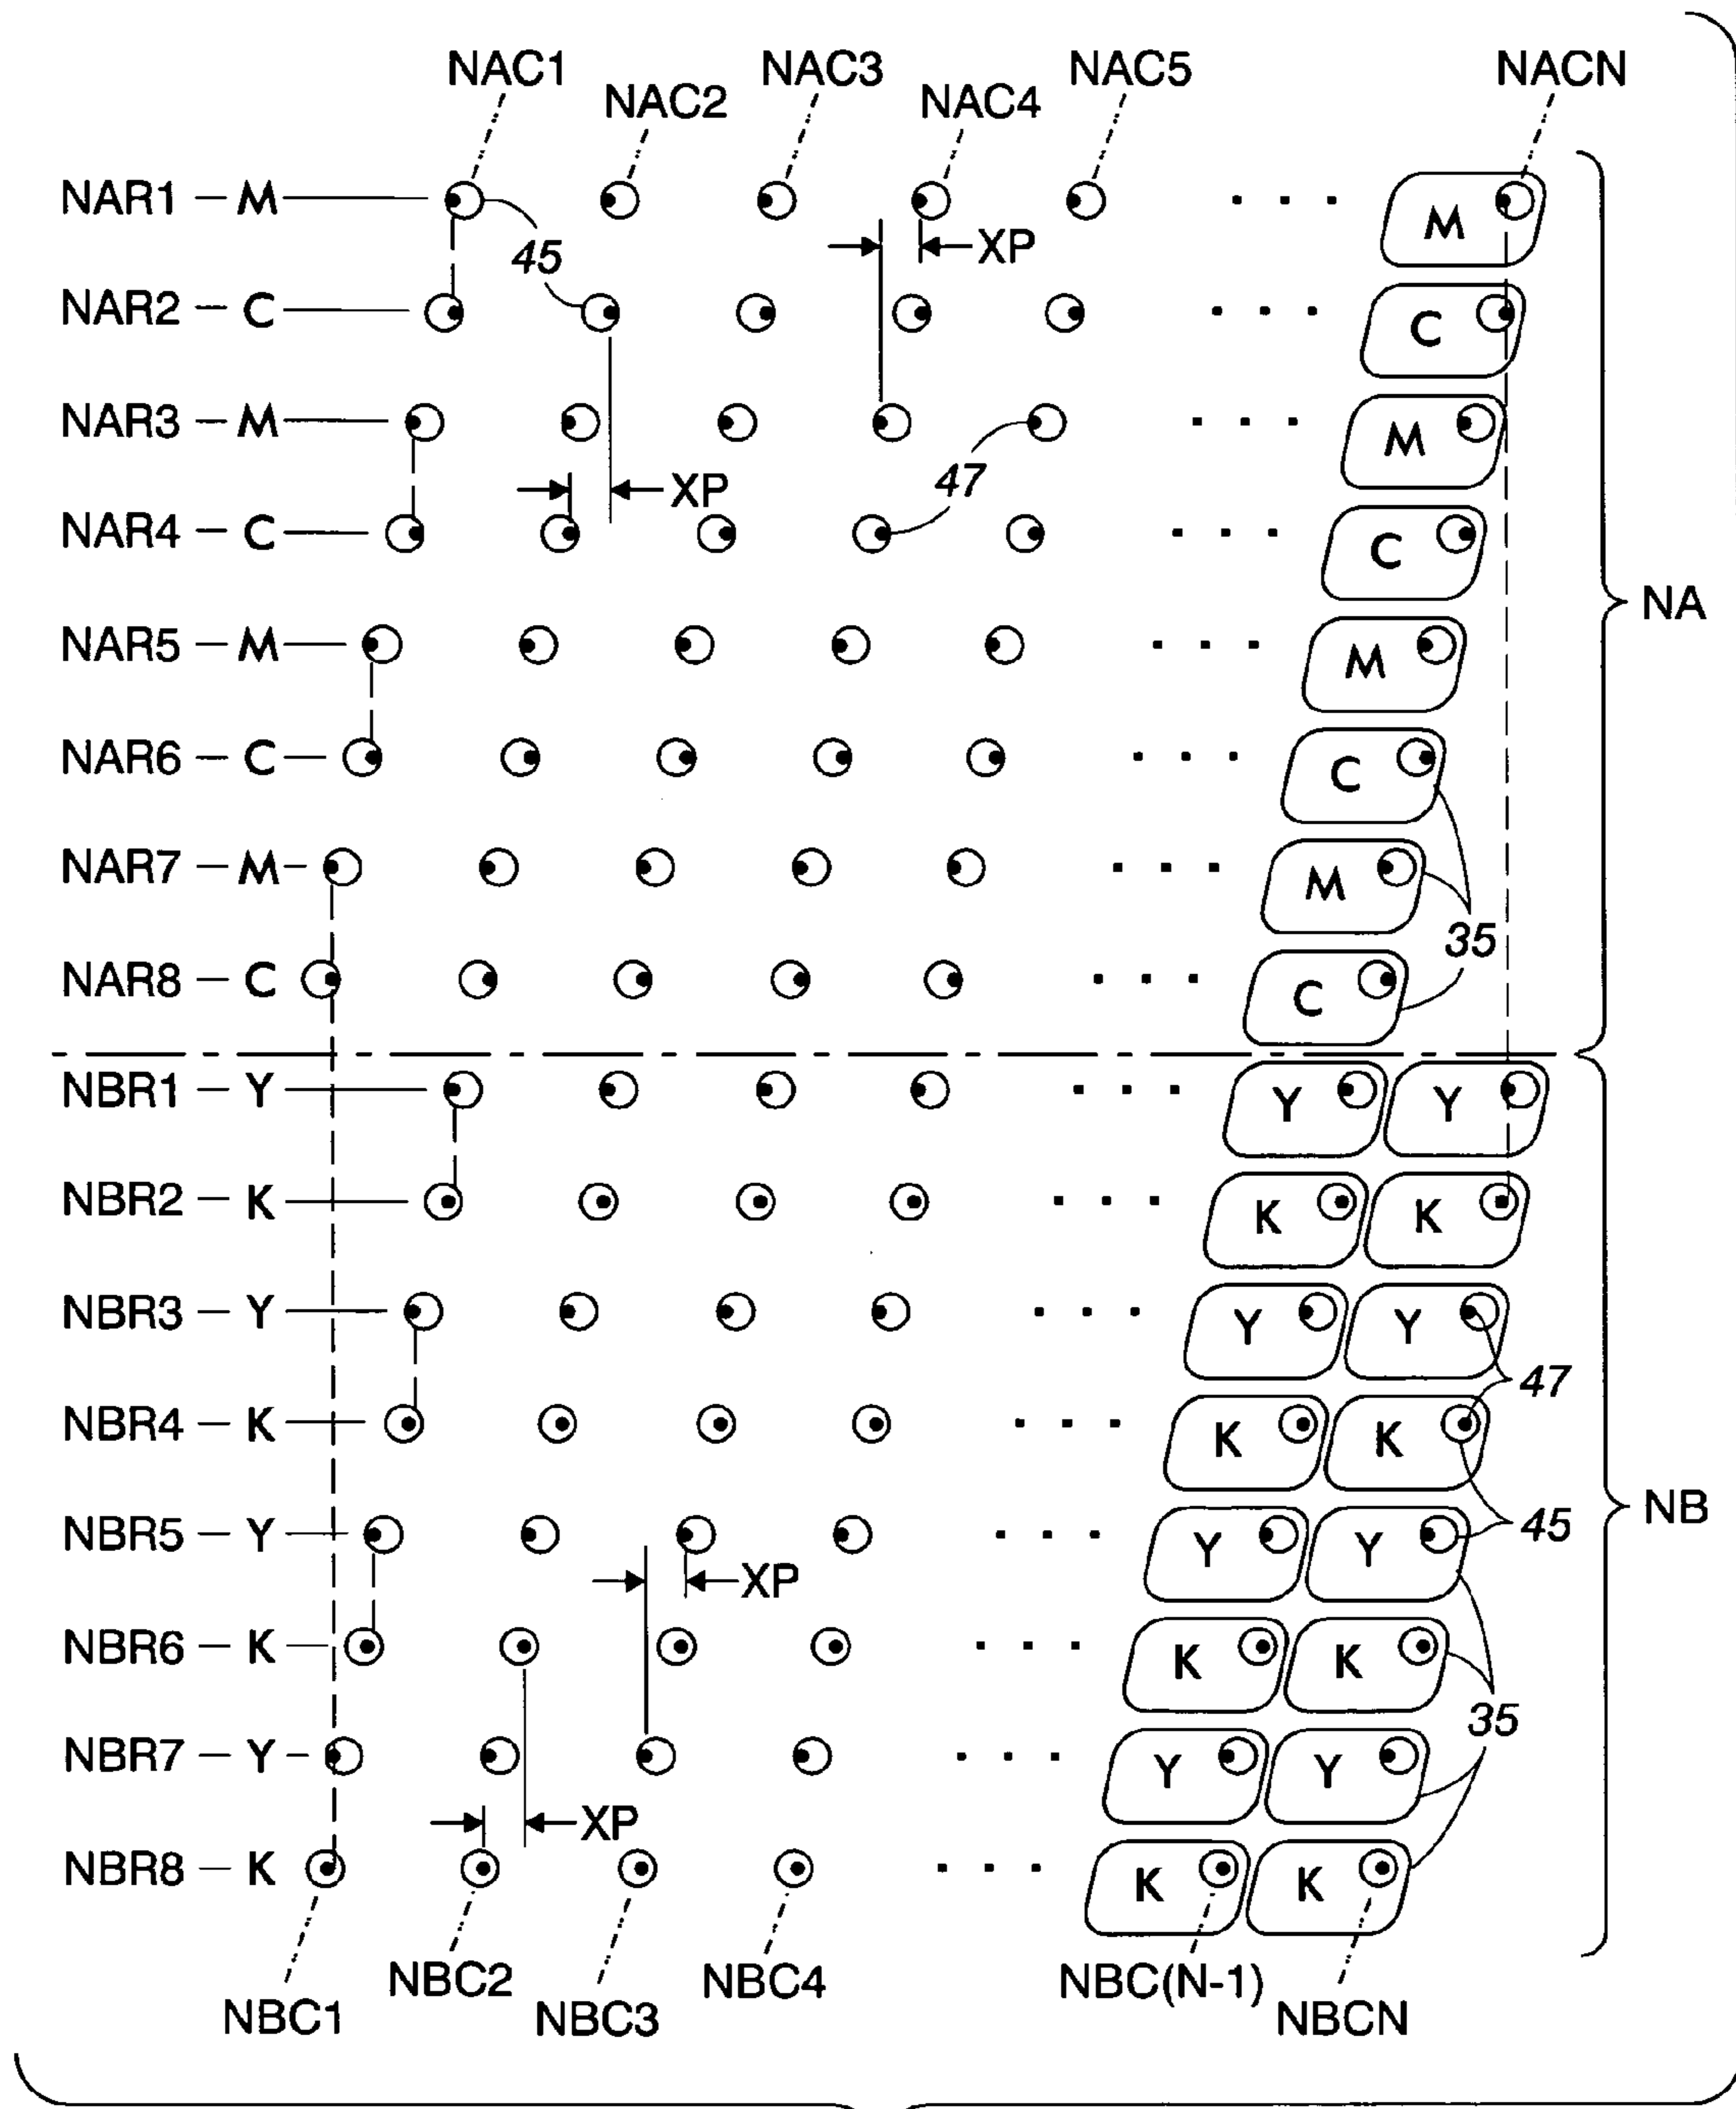 NAC1 NAC3 NAC5 NACN
NAC2 NAC4
NAR1 – M M
XP
45
NAR2 – C C
NAR3 – M M
XP 47
NAR4 – C C
NA
NAR5 – M M
NAR6 – C C
NAR7 – M M
35
NAR8 – C C
NBR1 – Y Y Y
NBR2 – K K K
NBR3 – Y Y Y
47
NBR4 – K K K
NB
NBR5 – Y Y Y 45
XP
NBR6 – K K K
35
NBR7 – Y Y Y
XP
NBR8 – K K K
NBC2 NBC4 NBC(N-1)
NBC1 NBC3 NBCN